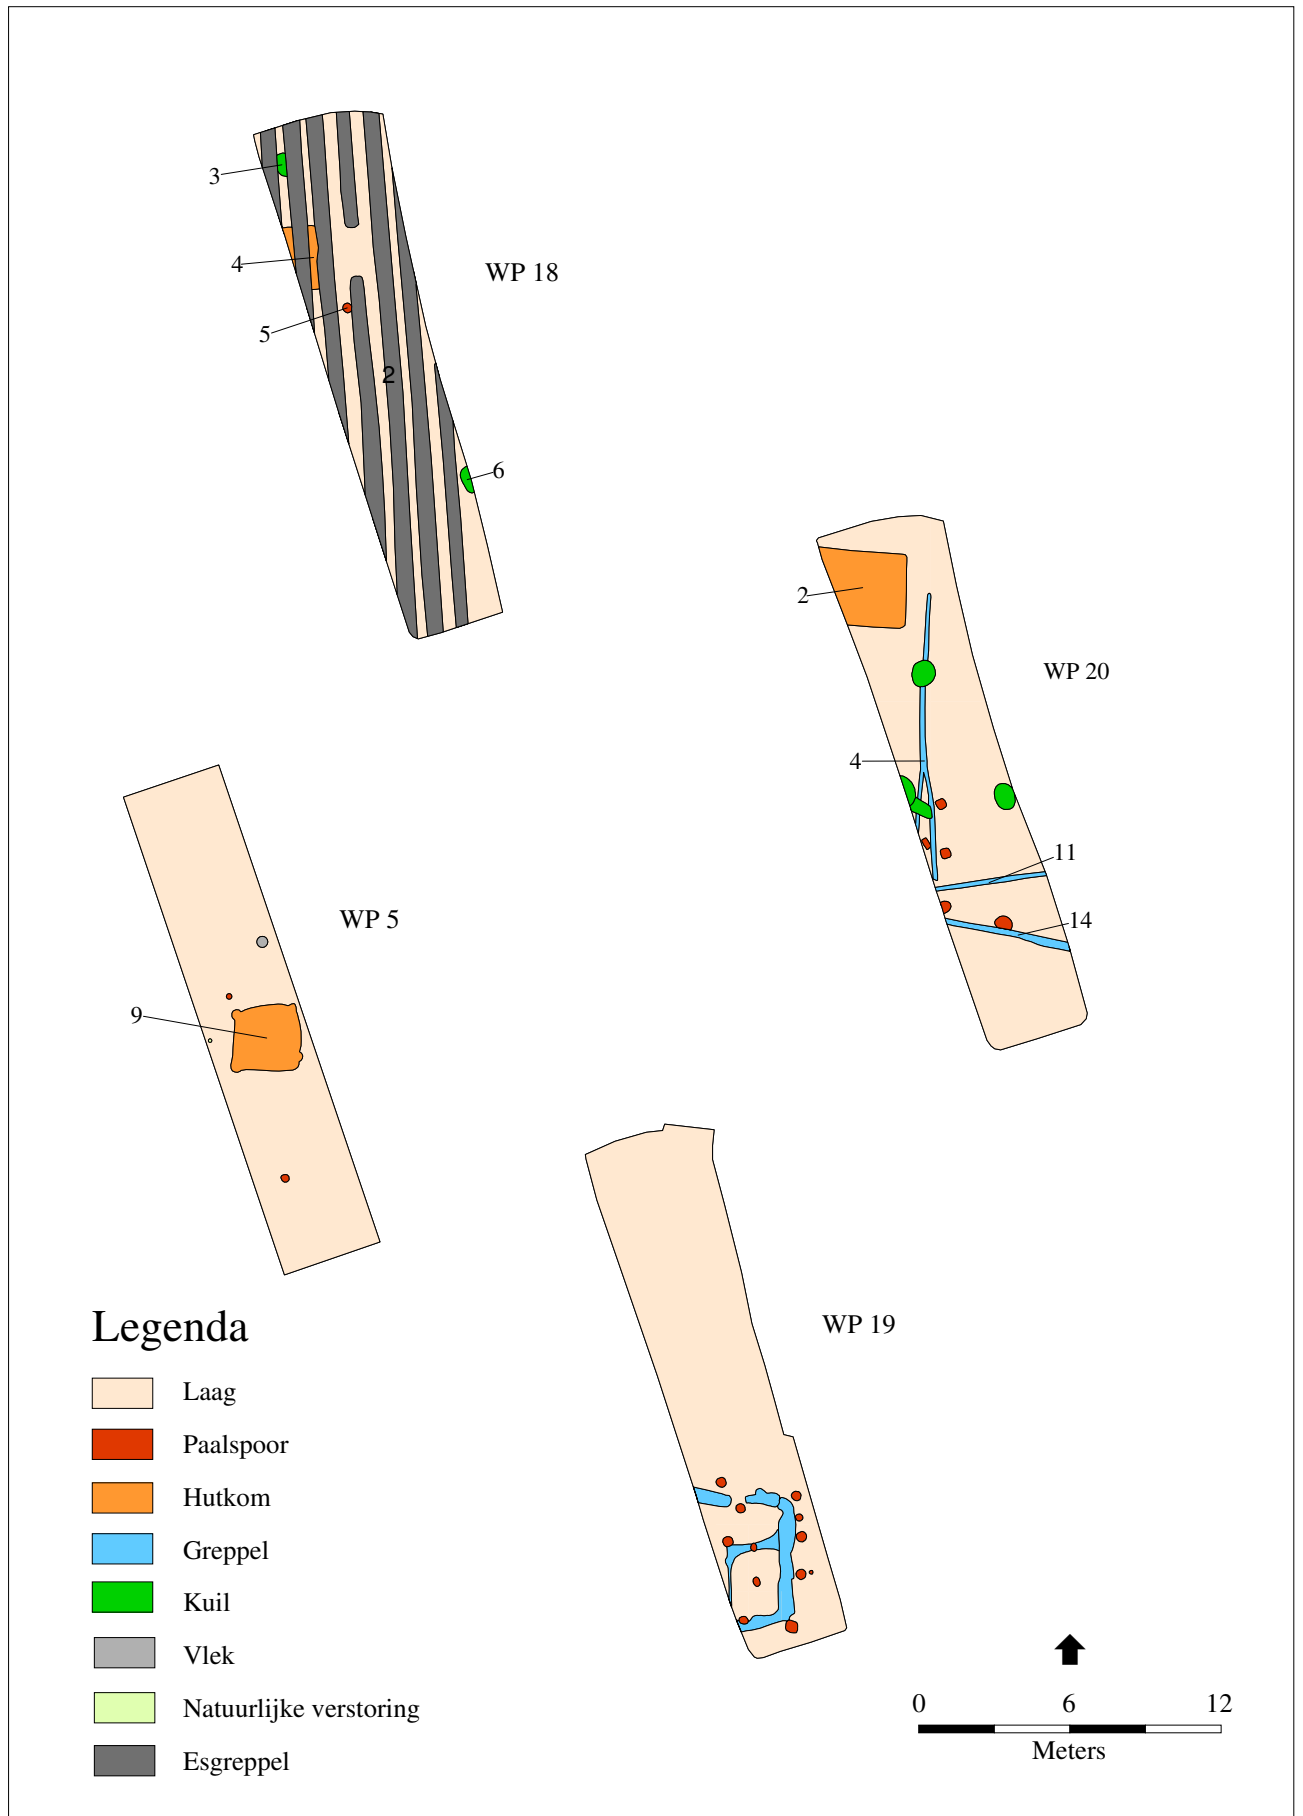 3
4
WP 18
5
2
6
2
WP 20
4
11
14
WP 5
9
WP 19
Legenda
Laag
Paalspoor
Hutkom
Greppel
Kuil
Vlek
Natuurlijke verstoring
Esgreppel
0 6 12
Meters